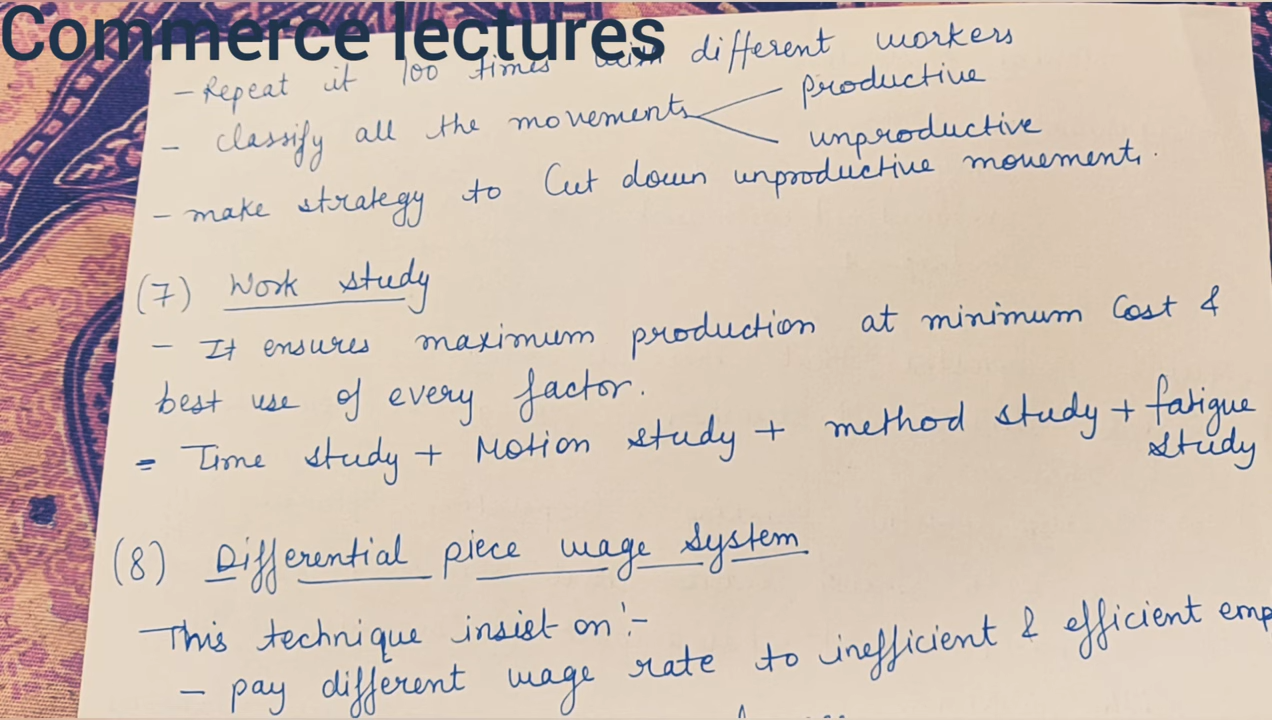 Commerce lectures
- Repeat it 100 times with different workers
- classify all the movements productive
unproductive
- make strategy to Cut down unproductive movement.
(7) Work study
- It ensures maximum production at minimum Cost &
best use of every factor.
= Time study + Motion study + method study + fatigue
study
(8) Differential piece wage system
This technique insist on :-
- pay different wage rate to inefficient & efficient emp